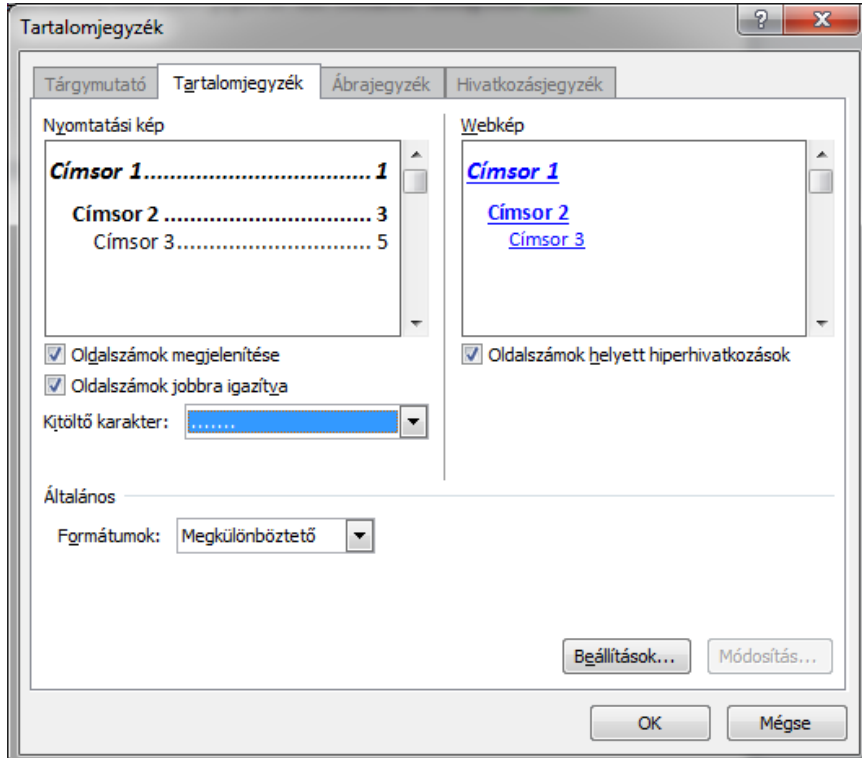 Tartalomjegyzék
Tárgymutató
Tartalomjegyzék
Ábrajegyzék
Hivatkozásjegyzék
Nyomtatási kép
Címsor 1.................................... 1
Címsor 2 ................................. 3
Címsor 3............................... 5
Oldalszámok megjelenítése
Oldalszámok jobbra igazítva
Kitöltő karakter: .......
Webkép
Címsor 1
Címsor 2
Címsor 3
Oldalszámok helyett hiperhivatkozások
Általános
Formátumok: Megkülönböztető
Beállítások...
Módosítás...
OK
Mégse